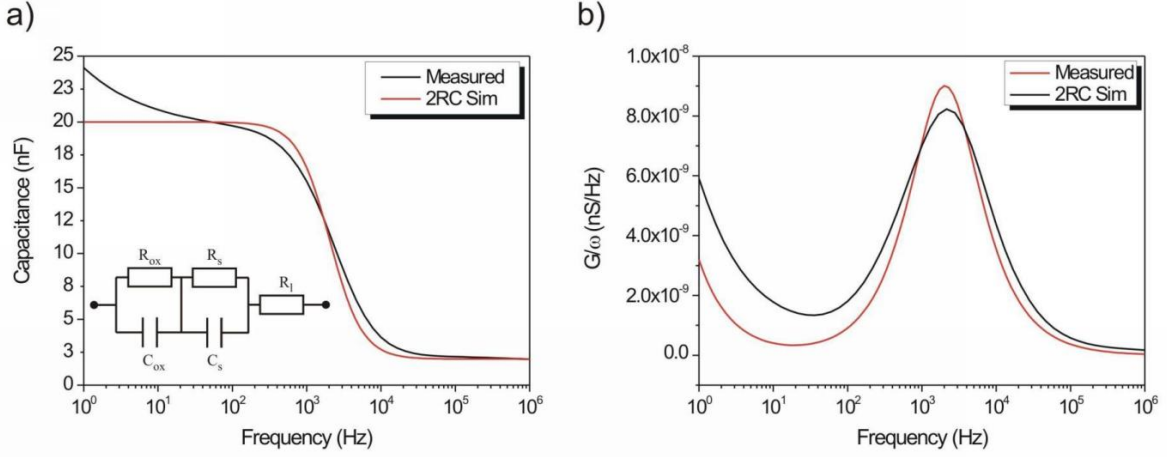 a)
25
23
20
18
15
13
10
8
5
3
0
Capacitance (nF)
Measured
2RC Sim
R_ox
R_s
R_l
C_ox
C_s
10^0
10^1
10^2
10^3
10^4
10^5
10^6
Frequency (Hz)
b)
1.0x10^-8
8.0x10^-9
6.0x10^-9
4.0x10^-9
2.0x10^-9
0.0
G/ω (nS/Hz)
Measured
2RC Sim
10^0
10^1
10^2
10^3
10^4
10^5
10^6
Frequency (Hz)